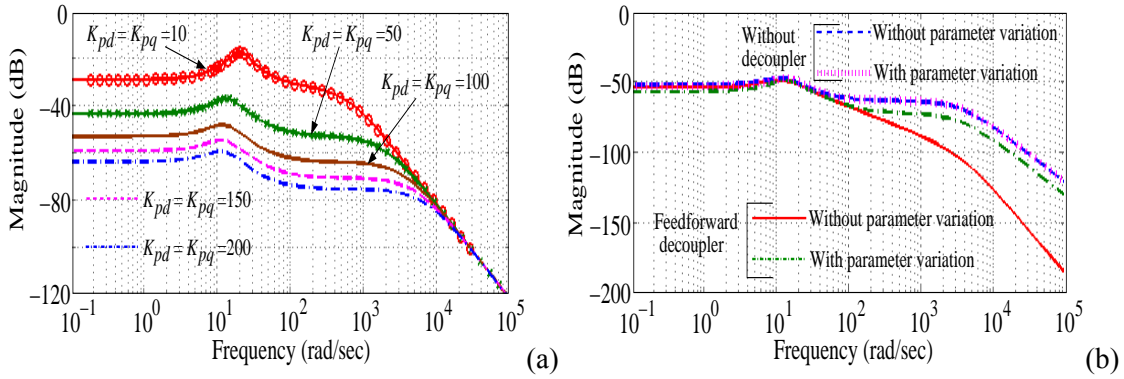 0
−40
−80
−120
Magnitude (dB)
K_pd = K_pq =10
K_pd = K_pq =50
K_pd = K_pq =100
K_pd = K_pq =150
K_pd = K_pq =200
10^-1 10^0 10^1 10^2 10^3 10^4 10^5
Frequency (rad/sec)
(a)
0
−50
−100
−150
−200
Magnitude (dB)
Without decoupler
Without parameter variation
With parameter variation
Feedforward decoupler
Without parameter variation
With parameter variation
10^-1 10^0 10^1 10^2 10^3 10^4 10^5
Frequency (rad/sec)
(b)